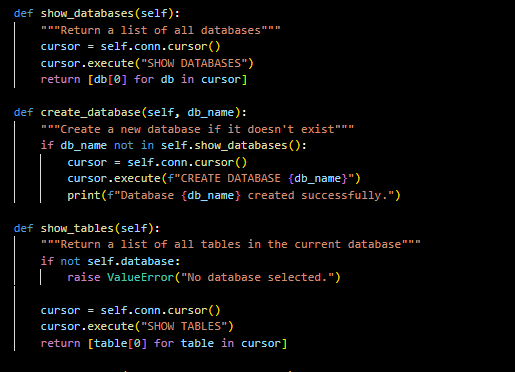 def show_databases(self):
    """Return a list of all databases"""
    cursor = self.conn.cursor()
    cursor.execute("SHOW DATABASES")
    return [db[0] for db in cursor]

def create_database(self, db_name):
    """Create a new database if it doesn't exist"""
    if db_name not in self.show_databases():
        cursor = self.conn.cursor()
        cursor.execute(f"CREATE DATABASE {db_name}")
        print(f"Database {db_name} created successfully.")

def show_tables(self):
    """Return a list of all tables in the current database"""
    if not self.database:
        raise ValueError("No database selected.")

    cursor = self.conn.cursor()
    cursor.execute("SHOW TABLES")
    return [table[0] for table in cursor]